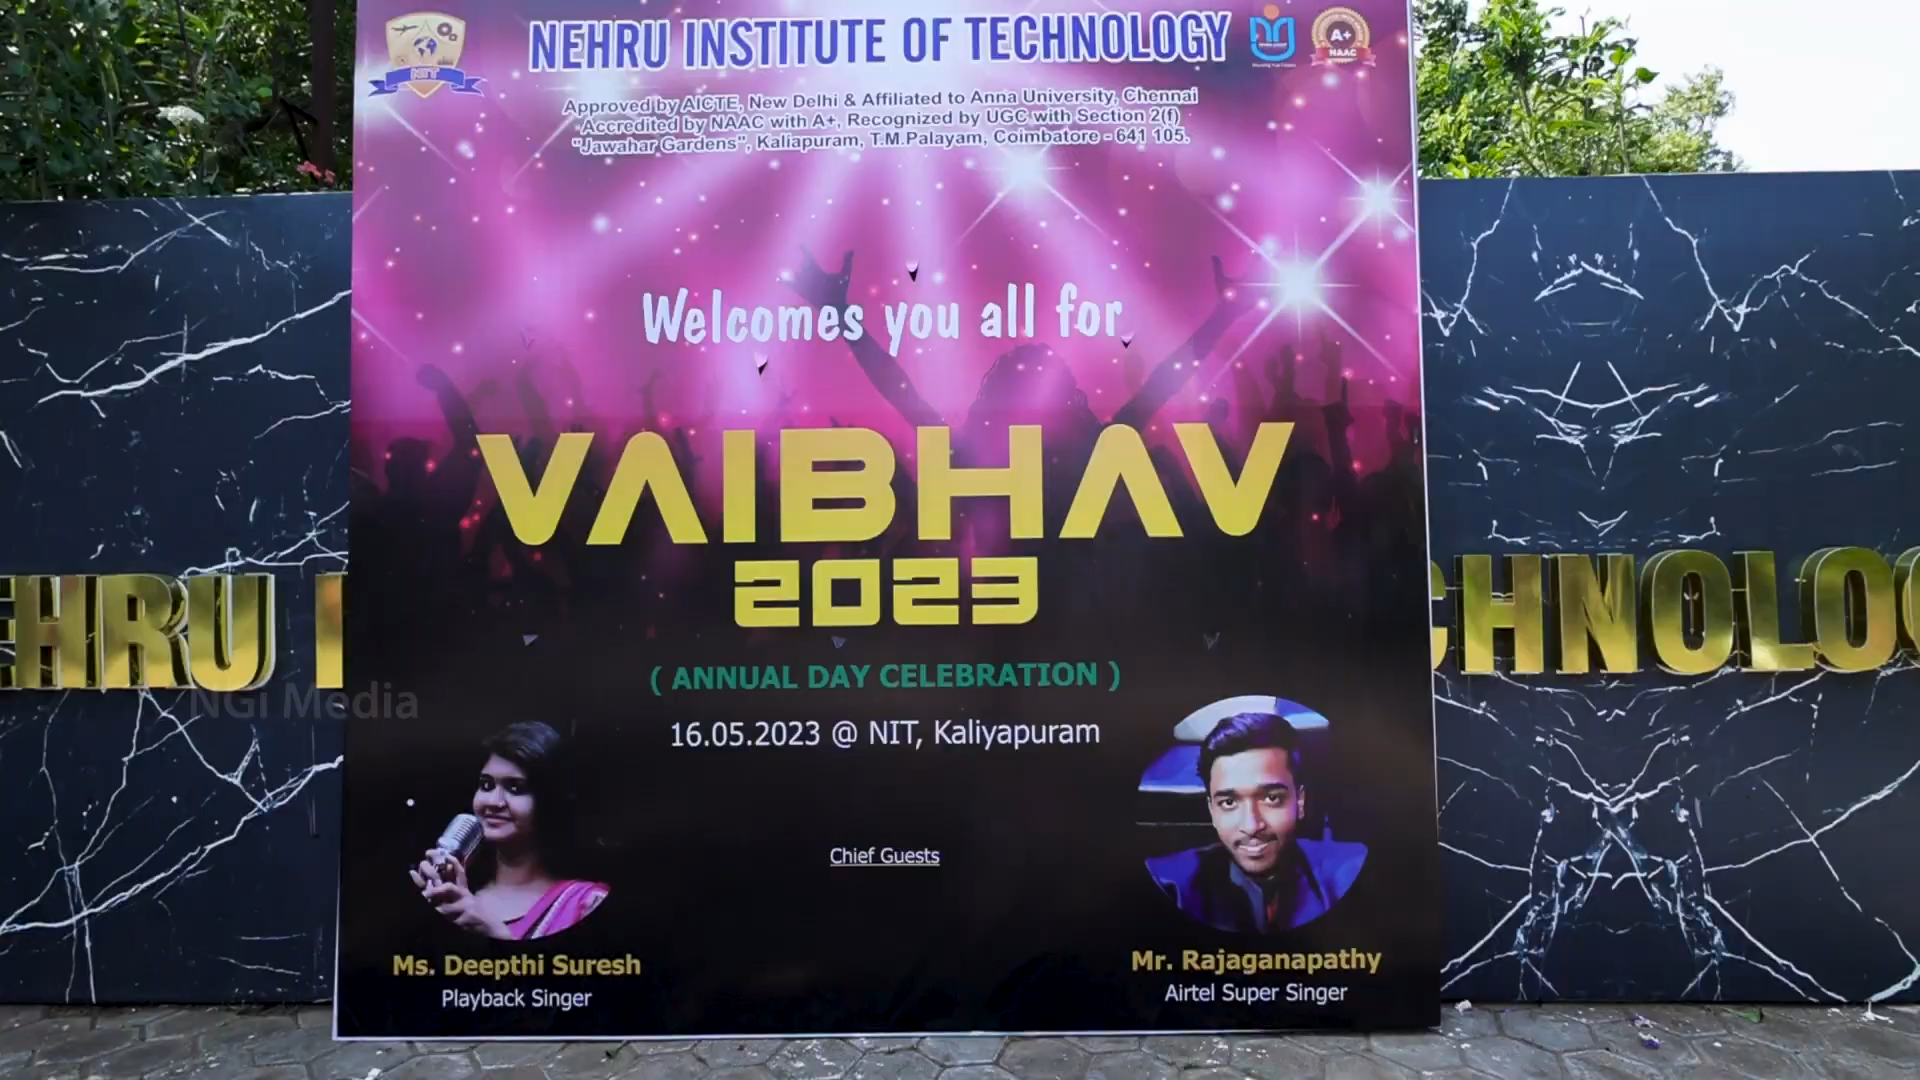 NEHRU INSTITUTE OF TECHNOLOGY
NIT
A+
NAAC
Approved by AICTE, New Delhi & Affiliated to Anna University, Chennai
Accredited by NAAC with A+, Recognized by UGC with Section 2(f)
"Jawahar Gardens", Kaliapuram, T.M.Palayam, Coimbatore - 641 105.
Welcomes you all for
VAIBHAV
2023
EHRU I
CHNOLOG
( ANNUAL DAY CELEBRATION )
NGI Media
16.05.2023 @ NIT, Kaliyapuram
Chief Guests
Ms. Deepthi Suresh
Playback Singer
Mr. Rajaganapathy
Airtel Super Singer